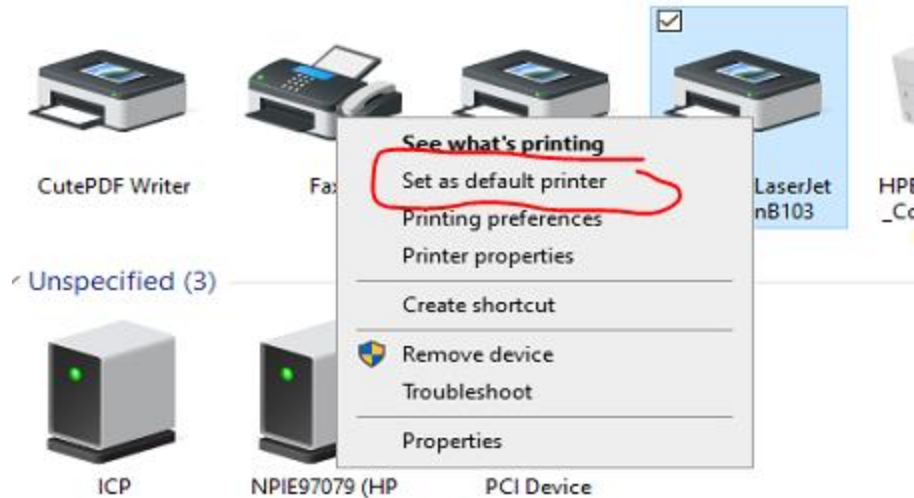 CutePDF Writer
Fax
LaserJet
nB103
HPE
_Co
See what's printing
Set as default printer
Printing preferences
Printer properties
Create shortcut
Remove device
Troubleshoot
Properties
Unspecified (3)
ICP
NPIE97079 (HP
PCI Device